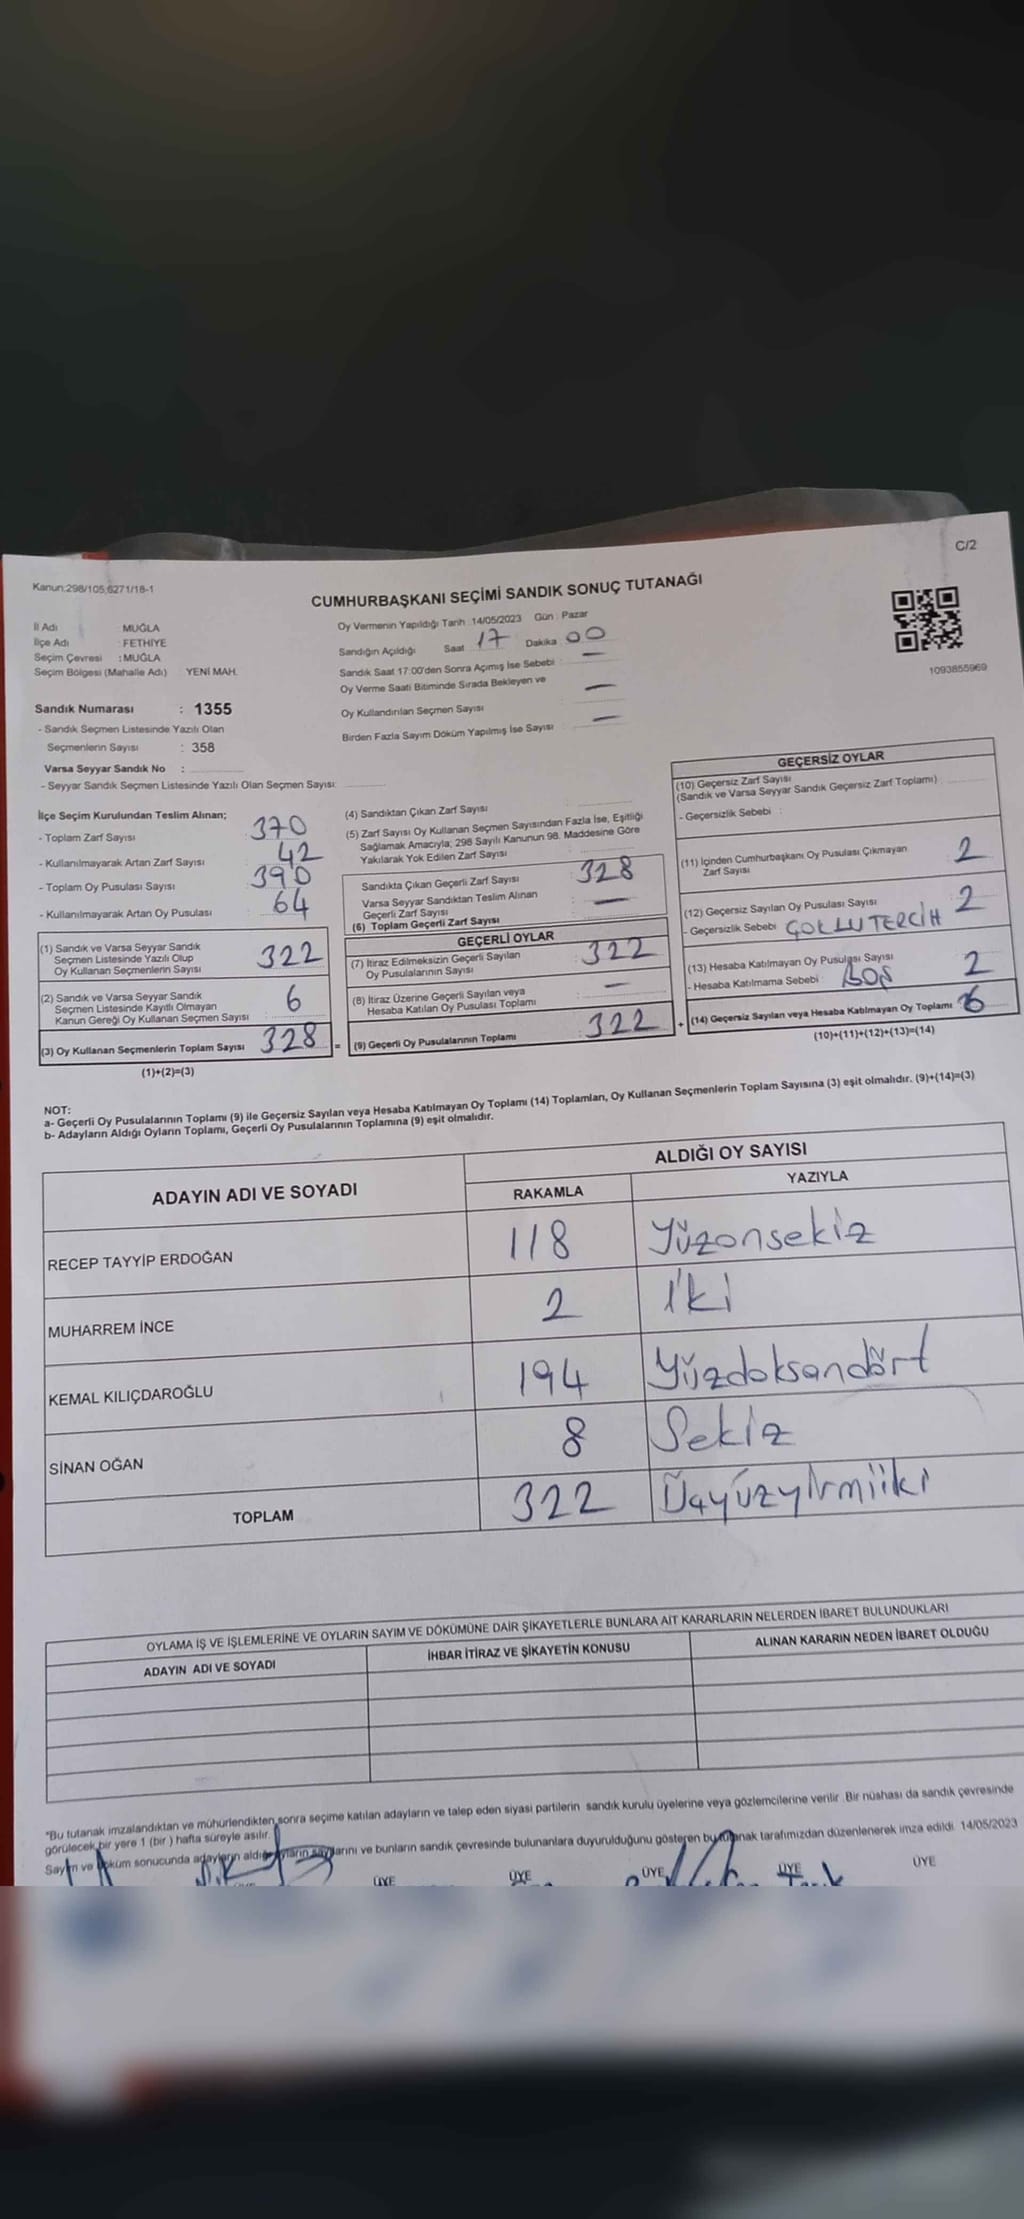 C/2
Kanun:298/105,6271/18-1
CUMHURBAŞKANI SEÇİMİ SANDIK SONUÇ TUTANAĞI
İl Adı : MUĞLA
İlçe Adı : FETHİYE
Seçim Çevresi : MUĞLA
Seçim Bölgesi (Mahalle Adı) YENİ MAH.
Oy Vermenin Yapıldığı Tarih :14/05/2023 Gün : Pazar
Sandığın Açıldığı Saat 17 Dakika 00
Sandık Saat 17:00'den Sonra Açımış İse Sebebi : —
Oy Verme Saati Bitiminde Sırada Bekleyen ve
Oy Kullandırılan Seçmen Sayısı —
Birden Fazla Sayım Döküm Yapılmış İse Sayısı : —
1093855969
Sandık Numarası : 1355
- Sandık Seçmen Listesinde Yazılı Olan
Seçmenlerin Sayısı : 358
Varsa Seyyar Sandık No :
- Seyyar Sandık Seçmen Listesinde Yazılı Olan Seçmen Sayısı:
İlçe Seçim Kurulundan Teslim Alınan;
- Toplam Zarf Sayısı : 370
- Kullanılmayarak Artan Zarf Sayısı : 42
- Toplam Oy Pusulası Sayısı : 390
- Kullanılmayarak Artan Oy Pusulası : 64
(1) Sandık ve Varsa Seyyar Sandık
Seçmen Listesinde Yazılı Olup
Oy Kullanan Seçmenlerin Sayısı : 322
(2) Sandık ve Varsa Seyyar Sandık
Seçmen Listesinde Kayıtlı Olmayan
Kanun Gereği Oy Kullanan Seçmen Sayısı : 6
(3) Oy Kullanan Seçmenlerin Toplam Sayısı 328
(1)+(2)=(3)
(4) Sandıktan Çıkan Zarf Sayısı
(5) Zarf Sayısı Oy Kullanan Seçmen Sayısından Fazla İse, Eşitliği
Sağlamak Amacıyla, 298 Sayılı Kanunun 98. Maddesine Göre
Yakılarak Yok Edilen Zarf Sayısı
Sandıkta Çıkan Geçerli Zarf Sayısı : 328
Varsa Seyyar Sandıktan Teslim Alınan
Geçerli Zarf Sayısı : —
(6) Toplam Geçerli Zarf Sayısı
GEÇERLİ OYLAR
(7) İtiraz Edilmeksizin Geçerli Sayılan
Oy Pusulalarının Sayısı : 322
(8) İtiraz Üzerine Geçerli Sayılan veya
Hesaba Katılan Oy Pusulası Toplamı : —
= (9) Geçerli Oy Pusulalarının Toplamı : 322
GEÇERSİZ OYLAR
(10) Geçersiz Zarf Sayısı
(Sandık ve Varsa Seyyar Sandık Geçersiz Zarf Toplamı) :
- Geçersizlik Sebebi :
(11) İçinden Cumhurbaşkanı Oy Pusulası Çıkmayan
Zarf Sayısı 2
(12) Geçersiz Sayılan Oy Pusulası Sayısı 2
- Geçersizlik Sebebi ÇOKLU TERCİH
(13) Hesaba Katılmayan Oy Pusulası Sayısı 2
- Hesaba Katılmama Sebebi : BOŞ
+ (14) Geçersiz Sayılan veya Hesaba Katılmayan Oy Toplamı 6
(10)+(11)+(12)+(13)=(14)
NOT:
a- Geçerli Oy Pusulalarının Toplamı (9) ile Geçersiz Sayılan veya Hesaba Katılmayan Oy Toplamı (14) Toplamları, Oy Kullanan Seçmenlerin Toplam Sayısına (3) eşit olmalıdır. (9)+(14)=(3)
b- Adayların Aldığı Oyların Toplamı, Geçerli Oy Pusulalarının Toplamına (9) eşit olmalıdır.
ADAYIN ADI VE SOYADI
ALDIĞI OY SAYISI
RAKAMLA YAZIYLA
RECEP TAYYİP ERDOĞAN 118 Yüzonsekiz
MUHARREM İNCE 2 İki
KEMAL KILIÇDAROĞLU 194 Yüzdoksandört
SİNAN OĞAN 8 Sekiz
TOPLAM 322 Üçyüzyirmiiki
OYLAMA İŞ VE İŞLEMLERİNE VE OYLARIN SAYIM VE DÖKÜMÜNE DAİR ŞİKAYETLERLE BUNLARA AİT KARARLARIN NELERDEN İBARET BULUNDUKLARI
ADAYIN ADI VE SOYADI İHBAR İTİRAZ VE ŞİKAYETİN KONUSU ALINAN KARARIN NEDEN İBARET OLDUĞU
*Bu tutanak imzalandıktan ve mühürlendikten sonra seçime katılan adayların ve talep eden siyasi partilerin sandık kurulu üyelerine veya gözlemcilerine verilir. Bir nüshası da sandık çevresinde
görülecek bir yere 1 (bir) hafta süreyle asılır.
Sayım ve döküm sonucunda adayların aldığı oyların sayılarını ve bunların sandık çevresinde bulunanlara duyurulduğunu gösteren bu tutanak tarafımızdan düzenlenerek imza edildi. 14/05/2023
ÜYE ÜYE ÜYE ÜYE ÜYE